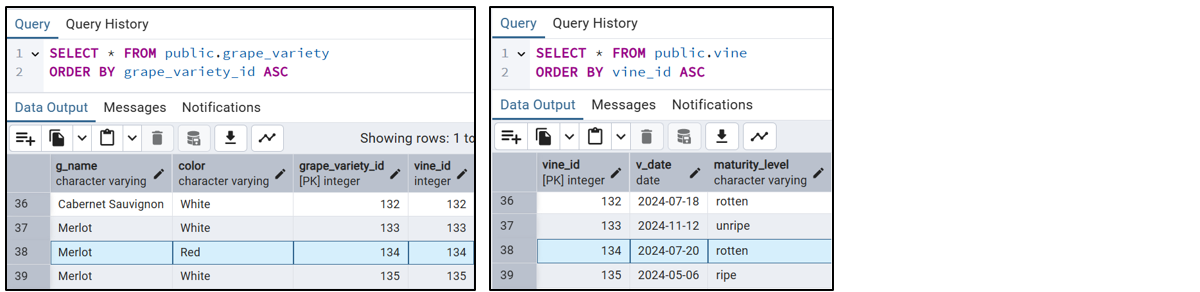 Query Query History
1 SELECT * FROM public.grape_variety
2 ORDER BY grape_variety_id ASC
Data Output Messages Notifications
Showing rows: 1 to
g_name color grape_variety_id vine_id
character varying character varying [PK] integer integer
36 Cabernet Sauvignon White 132 132
37 Merlot White 133 133
38 Merlot Red 134 134
39 Merlot White 135 135
Query Query History
1 SELECT * FROM public.vine
2 ORDER BY vine_id ASC
Data Output Messages Notifications
vine_id v_date maturity_level
[PK] integer date character varying
36 132 2024-07-18 rotten
37 133 2024-11-12 unripe
38 134 2024-07-20 rotten
39 135 2024-05-06 ripe